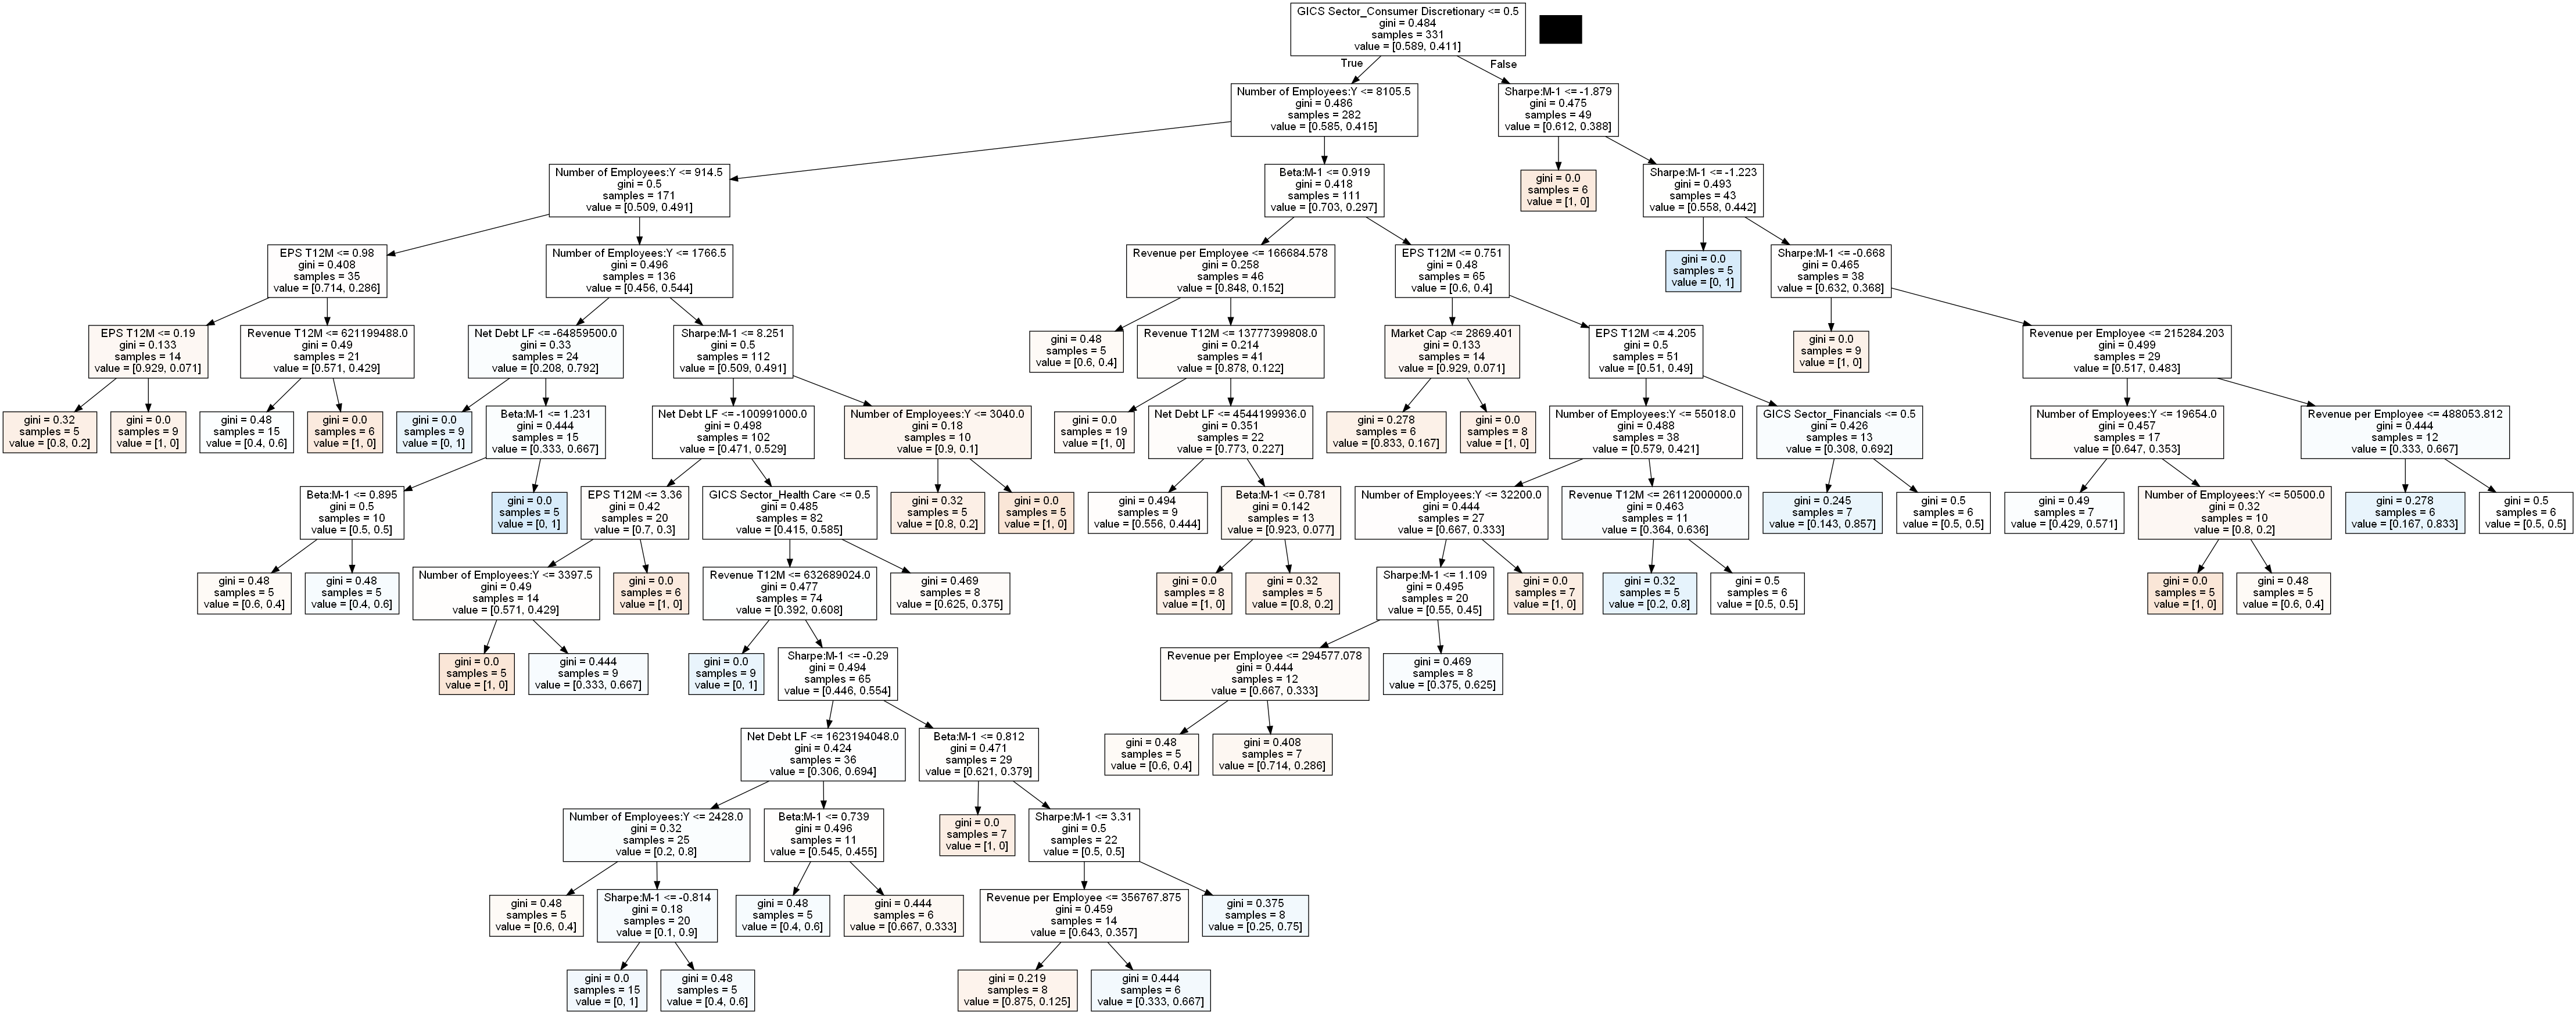 GICS Sector_Consumer Discretionary <= 0.5
gini = 0.484
samples = 331
value = [0.589, 0.411]
True
False
Number of Employees:Y <= 8105.5
gini = 0.486
samples = 282
value = [0.585, 0.415]
Sharpe:M-1 <= -1.879
gini = 0.475
samples = 49
value = [0.612, 0.388]
Number of Employees:Y <= 914.5
gini = 0.5
samples = 171
value = [0.509, 0.491]
Beta:M-1 <= 0.919
gini = 0.418
samples = 111
value = [0.703, 0.297]
gini = 0.0
samples = 6
value = [1, 0]
Sharpe:M-1 <= -1.223
gini = 0.493
samples = 43
value = [0.558, 0.442]
EPS T12M <= 0.98
gini = 0.408
samples = 35
value = [0.714, 0.286]
Number of Employees:Y <= 1766.5
gini = 0.496
samples = 136
value = [0.456, 0.544]
Revenue per Employee <= 166684.578
gini = 0.258
samples = 46
value = [0.848, 0.152]
EPS T12M <= 0.751
gini = 0.48
samples = 65
value = [0.6, 0.4]
gini = 0.0
samples = 5
value = [0, 1]
Sharpe:M-1 <= -0.668
gini = 0.465
samples = 38
value = [0.632, 0.368]
EPS T12M <= 0.19
gini = 0.133
samples = 14
value = [0.929, 0.071]
Revenue T12M <= 621199488.0
gini = 0.49
samples = 21
value = [0.571, 0.429]
Net Debt LF <= -64859500.0
gini = 0.33
samples = 24
value = [0.208, 0.792]
Sharpe:M-1 <= 8.251
gini = 0.5
samples = 112
value = [0.509, 0.491]
gini = 0.48
samples = 5
value = [0.6, 0.4]
Revenue T12M <= 13777399808.0
gini = 0.214
samples = 41
value = [0.878, 0.122]
Market Cap <= 2869.401
gini = 0.133
samples = 14
value = [0.929, 0.071]
EPS T12M <= 4.205
gini = 0.5
samples = 51
value = [0.51, 0.49]
gini = 0.0
samples = 9
value = [1, 0]
Revenue per Employee <= 215284.203
gini = 0.499
samples = 29
value = [0.517, 0.483]
gini = 0.32
samples = 5
value = [0.8, 0.2]
gini = 0.0
samples = 9
value = [1, 0]
gini = 0.48
samples = 15
value = [0.4, 0.6]
gini = 0.0
samples = 6
value = [1, 0]
gini = 0.0
samples = 9
value = [0, 1]
Beta:M-1 <= 1.231
gini = 0.444
samples = 15
value = [0.333, 0.667]
Net Debt LF <= -100991000.0
gini = 0.498
samples = 102
value = [0.471, 0.529]
Number of Employees:Y <= 3040.0
gini = 0.18
samples = 10
value = [0.9, 0.1]
gini = 0.0
samples = 19
value = [1, 0]
Net Debt LF <= 4544199936.0
gini = 0.351
samples = 22
value = [0.773, 0.227]
gini = 0.278
samples = 6
value = [0.833, 0.167]
gini = 0.0
samples = 8
value = [1, 0]
Number of Employees:Y <= 55018.0
gini = 0.488
samples = 38
value = [0.579, 0.421]
GICS Sector_Financials <= 0.5
gini = 0.426
samples = 13
value = [0.308, 0.692]
Number of Employees:Y <= 19654.0
gini = 0.457
samples = 17
value = [0.647, 0.353]
Revenue per Employee <= 488053.812
gini = 0.444
samples = 12
value = [0.333, 0.667]
Beta:M-1 <= 0.895
gini = 0.5
samples = 10
value = [0.5, 0.5]
gini = 0.0
samples = 5
value = [0, 1]
EPS T12M <= 3.36
gini = 0.42
samples = 20
value = [0.7, 0.3]
GICS Sector_Health Care <= 0.5
gini = 0.485
samples = 82
value = [0.415, 0.585]
gini = 0.32
samples = 5
value = [0.8, 0.2]
gini = 0.0
samples = 5
value = [1, 0]
gini = 0.494
samples = 9
value = [0.556, 0.444]
Beta:M-1 <= 0.781
gini = 0.142
samples = 13
value = [0.923, 0.077]
Number of Employees:Y <= 32200.0
gini = 0.444
samples = 27
value = [0.667, 0.333]
Revenue T12M <= 26112000000.0
gini = 0.463
samples = 11
value = [0.364, 0.636]
gini = 0.245
samples = 7
value = [0.143, 0.857]
gini = 0.5
samples = 6
value = [0.5, 0.5]
gini = 0.49
samples = 7
value = [0.429, 0.571]
Number of Employees:Y <= 50500.0
gini = 0.32
samples = 10
value = [0.8, 0.2]
gini = 0.278
samples = 6
value = [0.167, 0.833]
gini = 0.5
samples = 6
value = [0.5, 0.5]
gini = 0.48
samples = 5
value = [0.6, 0.4]
gini = 0.48
samples = 5
value = [0.4, 0.6]
Number of Employees:Y <= 3397.5
gini = 0.49
samples = 14
value = [0.571, 0.429]
gini = 0.0
samples = 6
value = [1, 0]
Revenue T12M <= 632689024.0
gini = 0.477
samples = 74
value = [0.392, 0.608]
gini = 0.469
samples = 8
value = [0.625, 0.375]
gini = 0.0
samples = 8
value = [1, 0]
gini = 0.32
samples = 5
value = [0.8, 0.2]
Sharpe:M-1 <= 1.109
gini = 0.495
samples = 20
value = [0.55, 0.45]
gini = 0.0
samples = 7
value = [1, 0]
gini = 0.32
samples = 5
value = [0.2, 0.8]
gini = 0.5
samples = 6
value = [0.5, 0.5]
gini = 0.0
samples = 5
value = [1, 0]
gini = 0.48
samples = 5
value = [0.6, 0.4]
gini = 0.0
samples = 5
value = [1, 0]
gini = 0.444
samples = 9
value = [0.333, 0.667]
gini = 0.0
samples = 9
value = [0, 1]
Sharpe:M-1 <= -0.29
gini = 0.494
samples = 65
value = [0.446, 0.554]
Revenue per Employee <= 294577.078
gini = 0.444
samples = 12
value = [0.667, 0.333]
gini = 0.469
samples = 8
value = [0.375, 0.625]
Net Debt LF <= 1623194048.0
gini = 0.424
samples = 36
value = [0.306, 0.694]
Beta:M-1 <= 0.812
gini = 0.471
samples = 29
value = [0.621, 0.379]
gini = 0.48
samples = 5
value = [0.6, 0.4]
gini = 0.408
samples = 7
value = [0.714, 0.286]
Number of Employees:Y <= 2428.0
gini = 0.32
samples = 25
value = [0.2, 0.8]
Beta:M-1 <= 0.739
gini = 0.496
samples = 11
value = [0.545, 0.455]
gini = 0.0
samples = 7
value = [1, 0]
Sharpe:M-1 <= 3.31
gini = 0.5
samples = 22
value = [0.5, 0.5]
gini = 0.48
samples = 5
value = [0.6, 0.4]
Sharpe:M-1 <= -0.814
gini = 0.18
samples = 20
value = [0.1, 0.9]
gini = 0.48
samples = 5
value = [0.4, 0.6]
gini = 0.444
samples = 6
value = [0.667, 0.333]
Revenue per Employee <= 356767.875
gini = 0.459
samples = 14
value = [0.643, 0.357]
gini = 0.375
samples = 8
value = [0.25, 0.75]
gini = 0.0
samples = 15
value = [0, 1]
gini = 0.48
samples = 5
value = [0.4, 0.6]
gini = 0.219
samples = 8
value = [0.875, 0.125]
gini = 0.444
samples = 6
value = [0.333, 0.667]